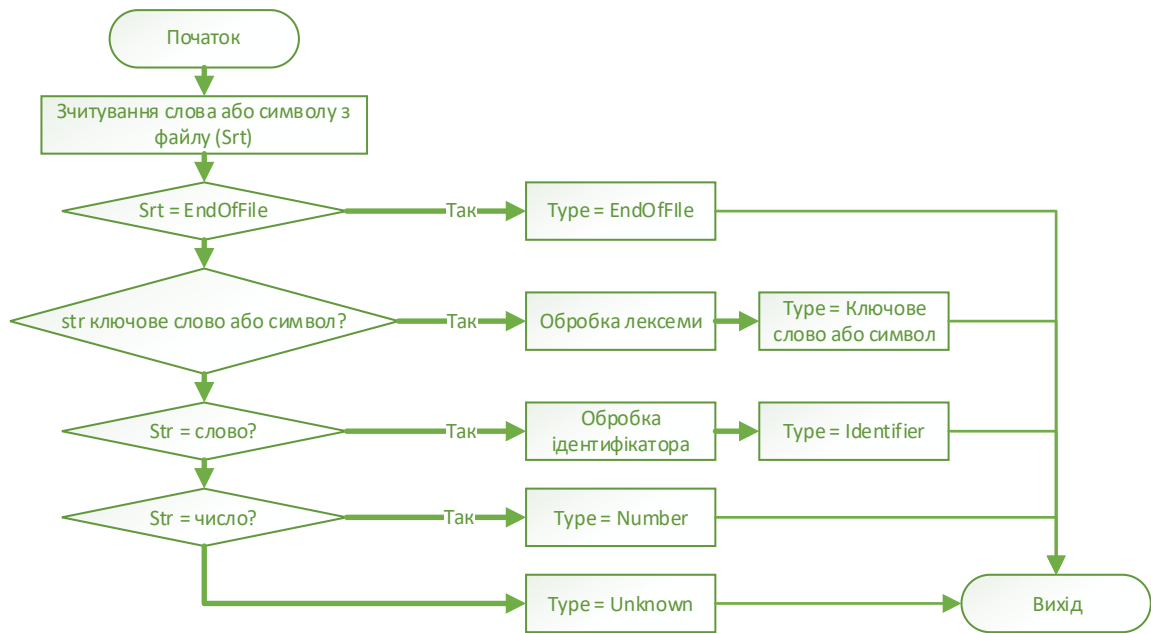 Початок
Зчитування слова або символу з
файлу (Srt)
Srt = EndOfFile
Так
Type = EndOfFIle
str ключове слово або символ?
Так
Обробка лексеми
Type = Ключове
слово або символ
Str = слово?
Так
Обробка
ідентифікатора
Type = Identifier
Str = число?
Так
Type = Number
Type = Unknown
Вихід